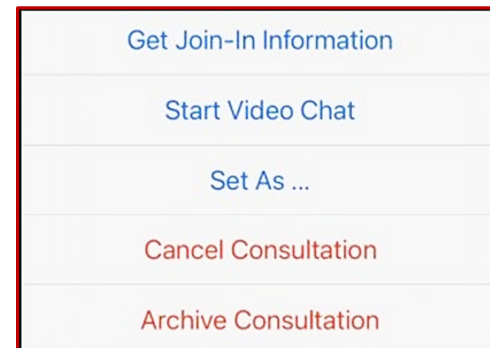 Get Join-In Information
Start Video Chat
Set As ...
Cancel Consultation
Archive Consultation